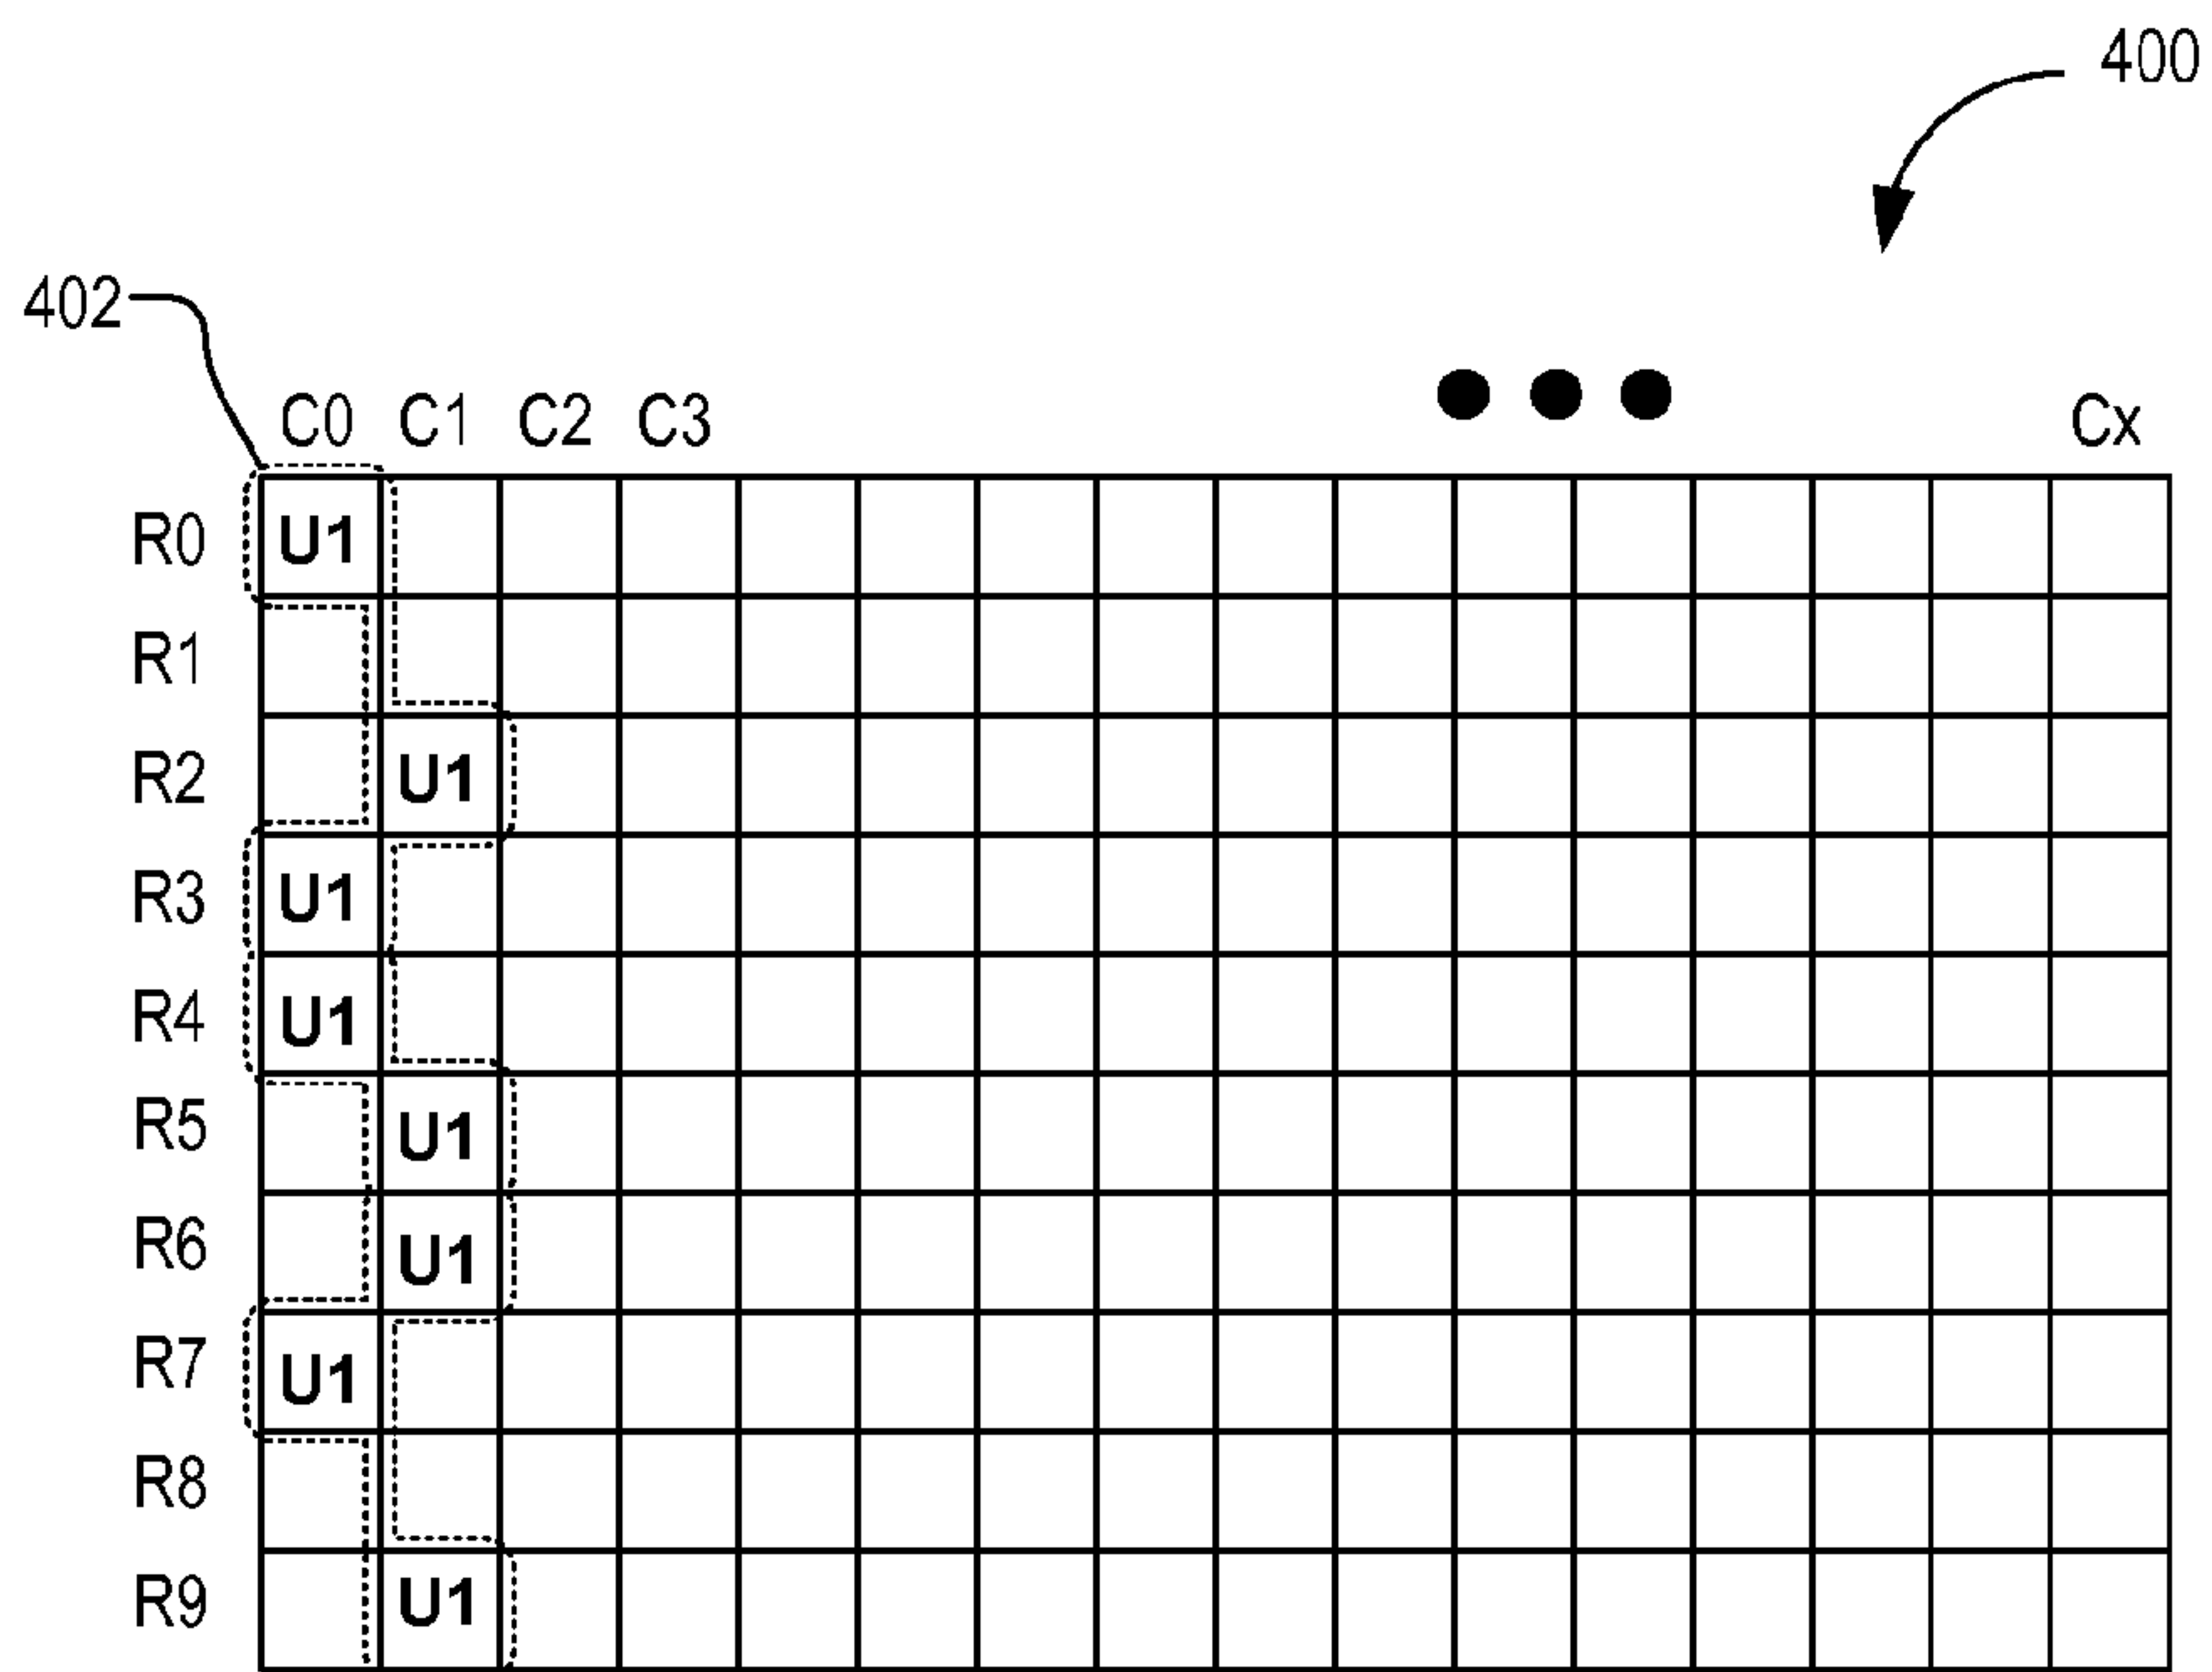 400
402
C0 C1 C2 C3 Cx
R0 U1
R1
R2 U1
R3 U1
R4 U1
R5 U1
R6 U1
R7 U1
R8
R9 U1